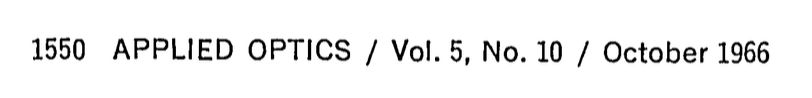 1550 APPLIED OPTICS / Vol. 5, No. 10 / October 1966